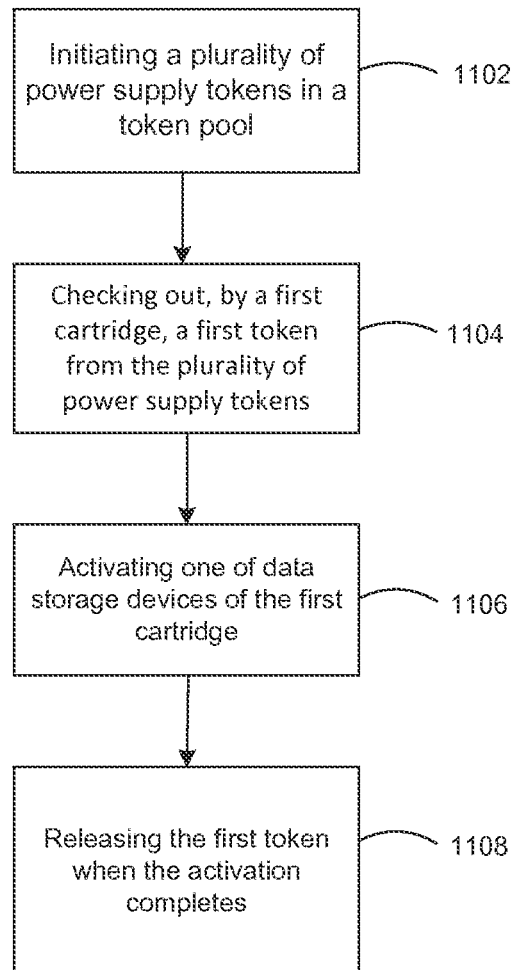 Initiating a plurality of
power supply tokens in a
token pool
1102
Checking out, by a first
cartridge, a first token
from the plurality of
power supply tokens
1104
Activating one of data
storage devices of the first
cartridge
1106
Releasing the first token
when the activation
completes
1108